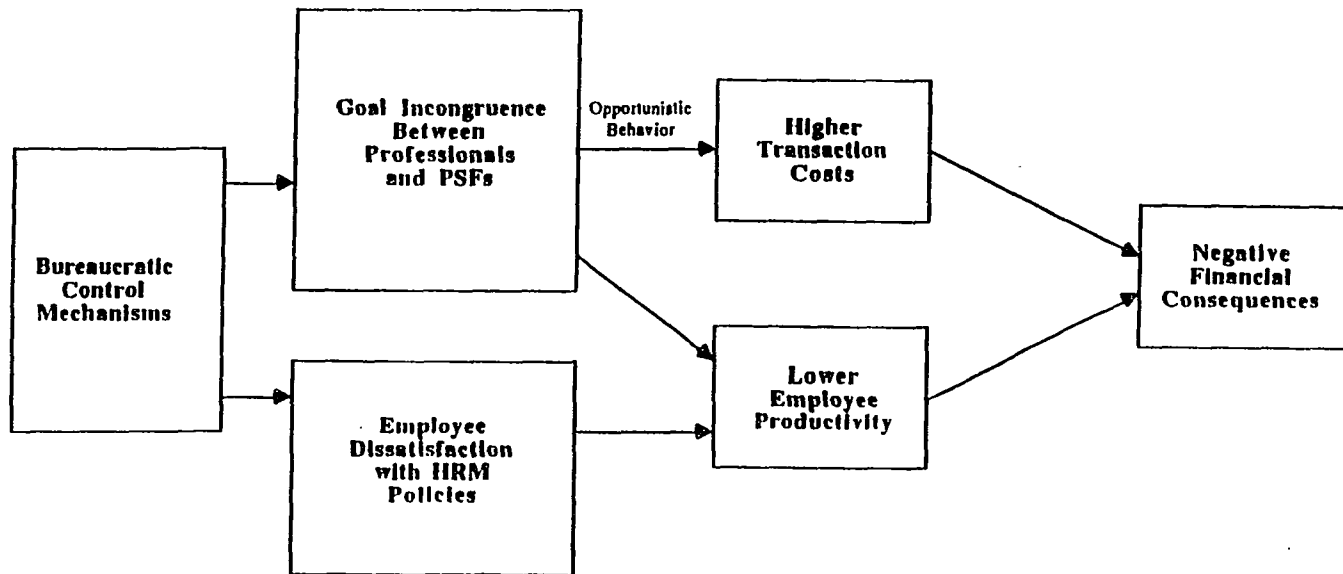 Goal Incongruence
Between
Professionals
and PSFs
Opportunistic
Behavior
Higher
Transaction
Costs
Bureaucratic
Control
Mechanisms
Negative
Financial
Consequences
Lower
Employee
Productivity
Employee
Dissatisfaction
with HRM
Policies